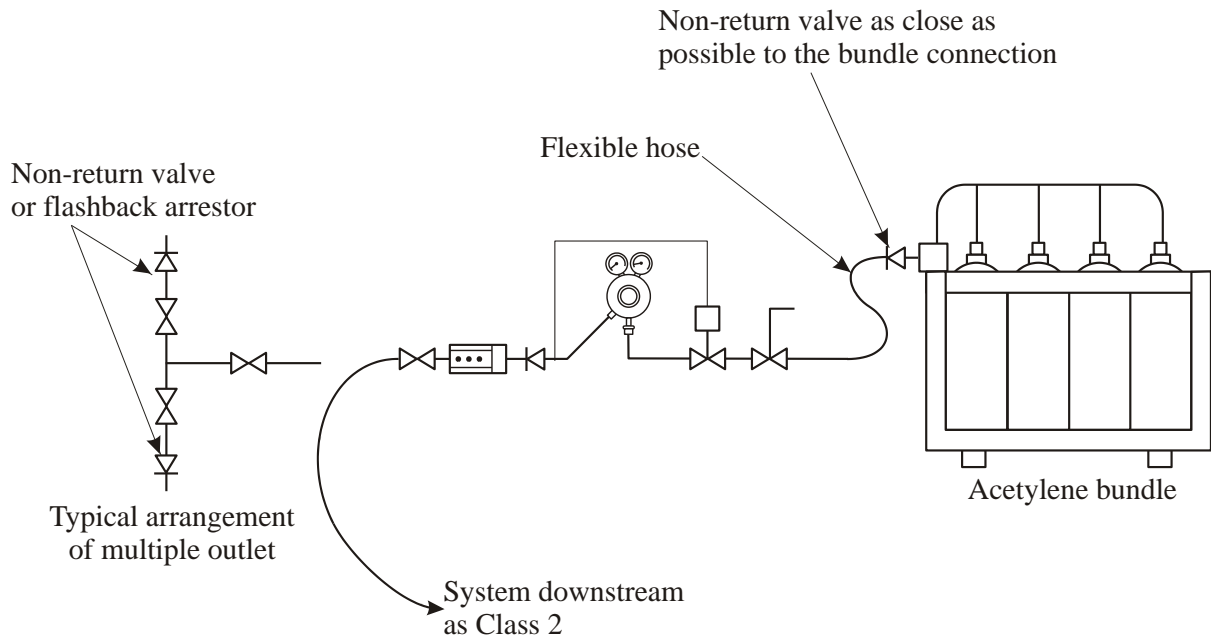 Non-return valve as close as
possible to the bundle connection
Flexible hose
Non-return valve
or flashback arrestor
Typical arrangement
of multiple outlet
Acetylene bundle
System downstream
as Class 2